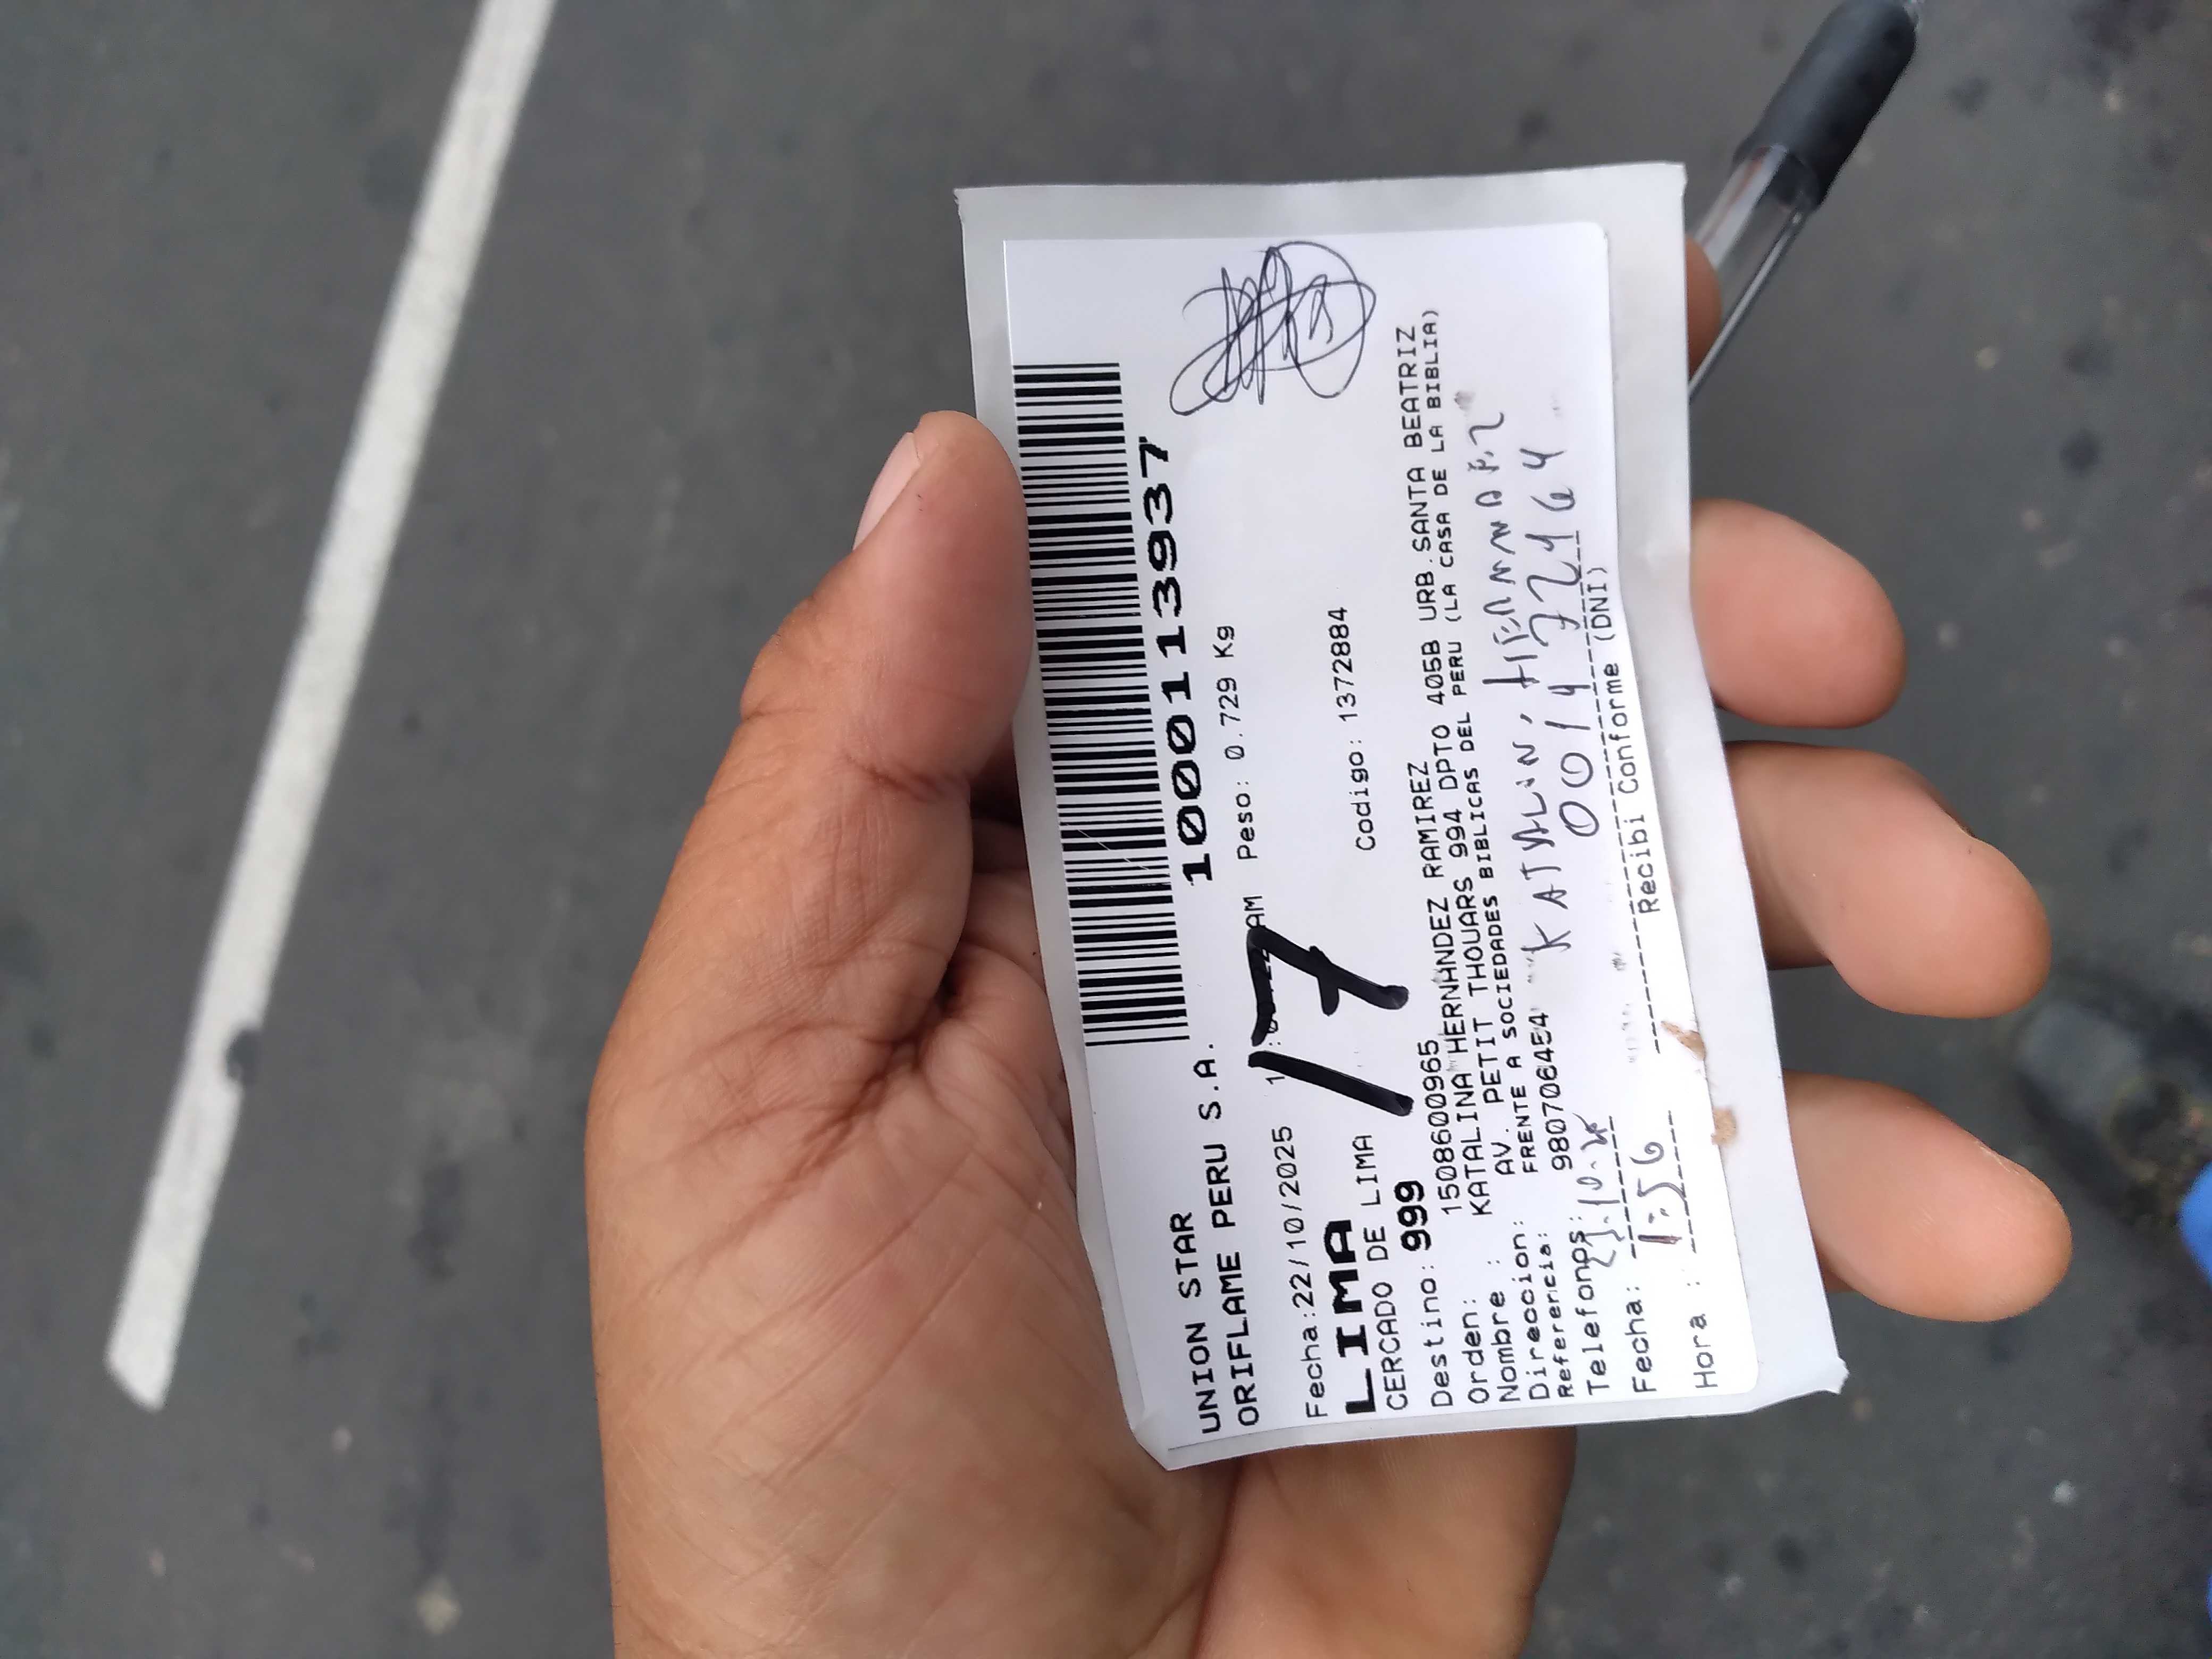 1000113937
UNION STAR
ORIFLAME PERU S.A.
Fecha:22/10/2025 AM Peso: 0.729 Kg
17
LIMA
CERCADO DE LIMA Codigo: 1372884
Destino: 999
Orden: 1508600965
Nombre : KATALINA HERNANDEZ RAMIREZ
Direccion: AV. PETIT THOUARS 994 DPTO 405B URB.SANTA BEATRIZ
Referencia: FRENTE A SOCIEDADES BIBLICAS DEL PERU (LA CASA DE LA BIBLIA)
Telefonos: 980706454
Fecha:
Hora : 1:56
Recibi Conforme (DNI)